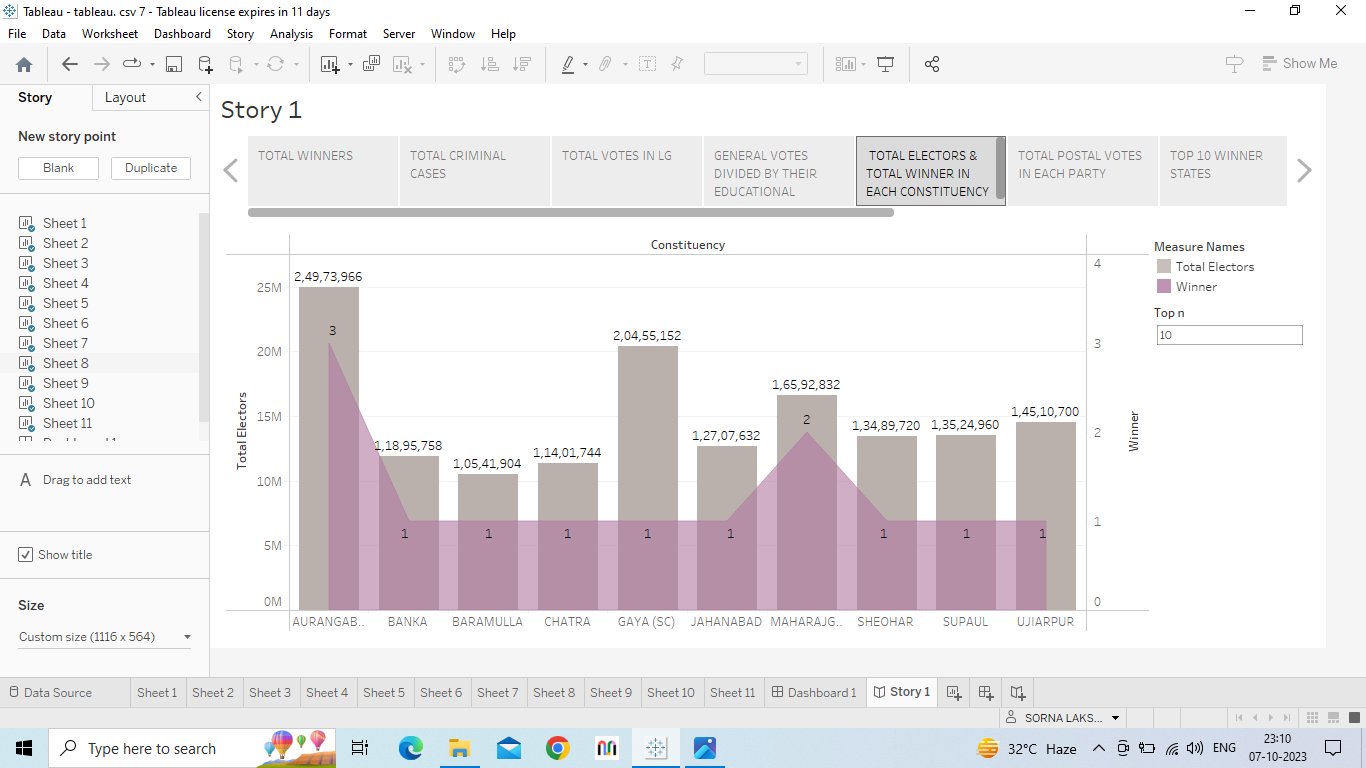 Tableau - tableau. csv 7 - Tableau license expires in 11 days
File Data Worksheet Dashboard Story Analysis Format Server Window Help
Show Me
Story Layout
New story point
Blank Duplicate
Sheet 1
Sheet 2
Sheet 3
Sheet 4
Sheet 5
Sheet 6
Sheet 7
Sheet 8
Sheet 9
Sheet 10
Sheet 11
A Drag to add text
Show title
Size
Custom size (1116 x 564)
Story 1
TOTAL WINNERS
TOTAL CRIMINAL
CASES
TOTAL VOTES IN LG
GENERAL VOTES
DIVIDED BY THEIR
EDUCATIONAL
TOTAL ELECTORS &
TOTAL WINNER IN
EACH CONSTITUENCY
TOTAL POSTAL VOTES
IN EACH PARTY
TOP 10 WINNER
STATES
Constituency
Total Electors
25M
20M
15M
10M
5M
0M
2,49,73,966
1,18,95,758
1,05,41,904
1,14,01,744
2,04,55,152
1,27,07,632
1,65,92,832
1,34,89,720
1,35,24,960
1,45,10,700
3 1 1 1 1 1 2 1 1 1
4
3
2
1
0
Winner
AURANGAB.. BANKA BARAMULLA CHATRA GAYA (SC) JAHANABAD MAHARAJG.. SHEOHAR SUPAUL UJIARPUR
Measure Names
Total Electors
Winner
Top n
10
Data Source Sheet 1 Sheet 2 Sheet 3 Sheet 4 Sheet 5 Sheet 6 Sheet 7 Sheet 8 Sheet 9 Sheet 10 Sheet 11 Dashboard 1 Story 1
SORNA LAKS...
Type here to search
32°C Haze
ENG
23:10
07-10-2023